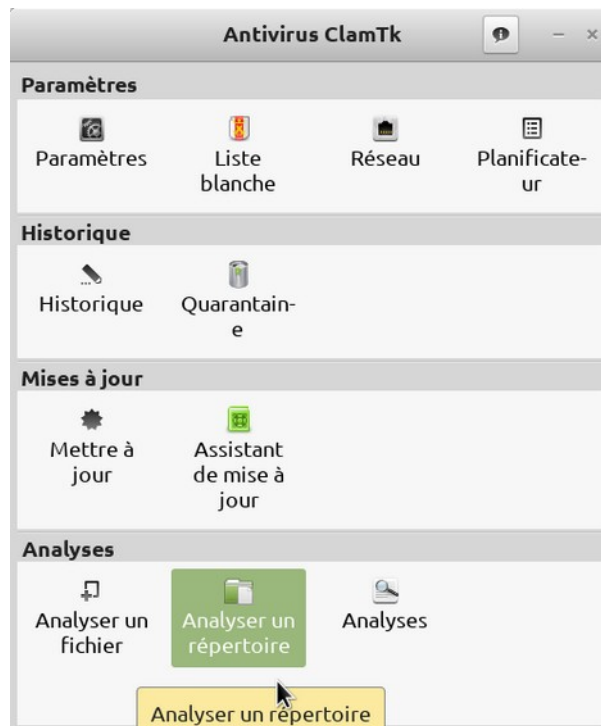 Antivirus ClamTk
Paramètres
Paramètres
Liste
blanche
Réseau
Planificate-
ur
Historique
Historique
Quarantain-
e
Mises à jour
Mettre à
jour
Assistant
de mise à
jour
Analyses
Analyser un
fichier
Analyser un
répertoire
Analyses
Analyser un répertoire